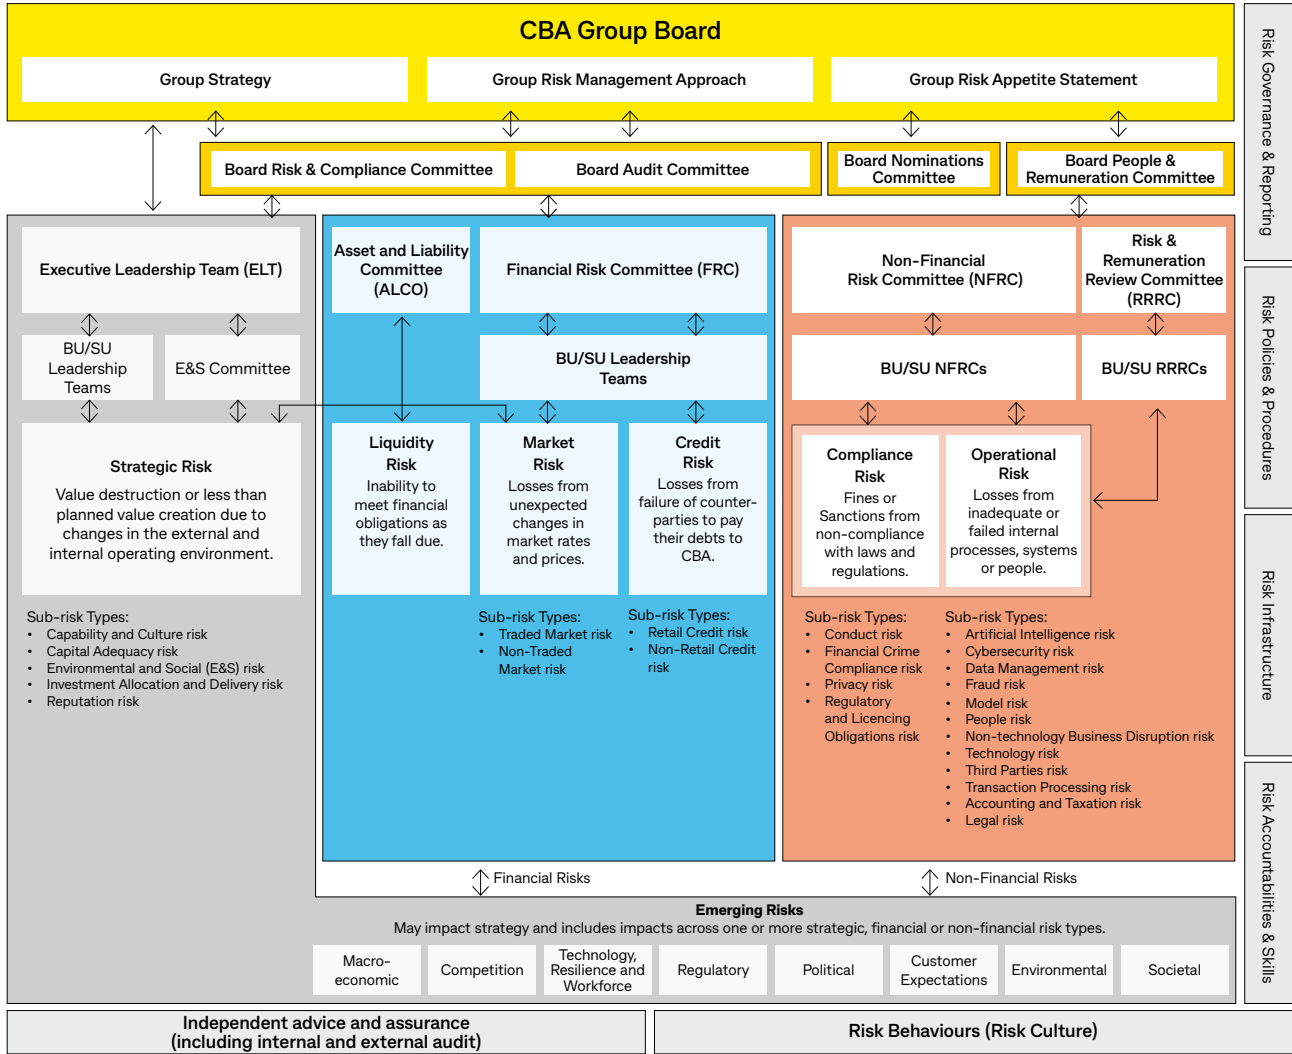 CBA Group Board
Group Strategy
Group Risk Management Approach
Group Risk Appetite Statement
Board Risk & Compliance Committee
Board Audit Committee
Board Nominations
Committee
Board People &
Remuneration Committee
Executive Leadership Team (ELT)
BU/SU
Leadership
Teams
E&S Committee
Strategic Risk
Value destruction or less than
planned value creation due to
changes in the external and
internal operating environment.
Sub-risk Types:
• Capability and Culture risk
• Capital Adequacy risk
• Environmental and Social (E&S) risk
• Investment Allocation and Delivery risk
• Reputation risk
Asset and Liability
Committee
(ALCO)
Financial Risk Committee (FRC)
BU/SU Leadership
Teams
Liquidity
Risk
Inability to
meet financial
obligations as
they fall due.
Market
Risk
Losses from
unexpected
changes in
market rates
and prices.
Sub-risk Types:
• Traded Market risk
• Non-Traded
Market risk
Credit
Risk
Losses from
failure of counter-
parties to pay
their debts to
CBA.
Sub-risk Types:
• Retail Credit risk
• Non-Retail Credit
risk
Non-Financial
Risk Committee (NFRC)
Risk &
Remuneration
Review Committee
(RRRC)
BU/SU NFRCs
BU/SU RRRCs
Compliance
Risk
Fines or
Sanctions from
non-compliance
with laws and
regulations.
Sub-risk Types:
• Conduct risk
• Financial Crime
Compliance risk
• Privacy risk
• Regulatory
and Licencing
Obligations risk
Operational
Risk
Losses from
inadequate or
failed internal
processes, systems
or people.
Sub-risk Types:
• Artificial Intelligence risk
• Cybersecurity risk
• Data Management risk
• Fraud risk
• Model risk
• People risk
• Non-technology Business Disruption risk
• Technology risk
• Third Parties risk
• Transaction Processing risk
• Accounting and Taxation risk
• Legal risk
Financial Risks
Non-Financial Risks
Emerging Risks
May impact strategy and includes impacts across one or more strategic, financial or non-financial risk types.
Macro-
economic
Competition
Technology,
Resilience and
Workforce
Regulatory
Political
Customer
Expectations
Environmental
Societal
Independent advice and assurance
(including internal and external audit)
Risk Behaviours (Risk Culture)
Risk Governance & Reporting
Risk Policies & Procedures
Risk Infrastructure
Risk Accountabilities & Skills